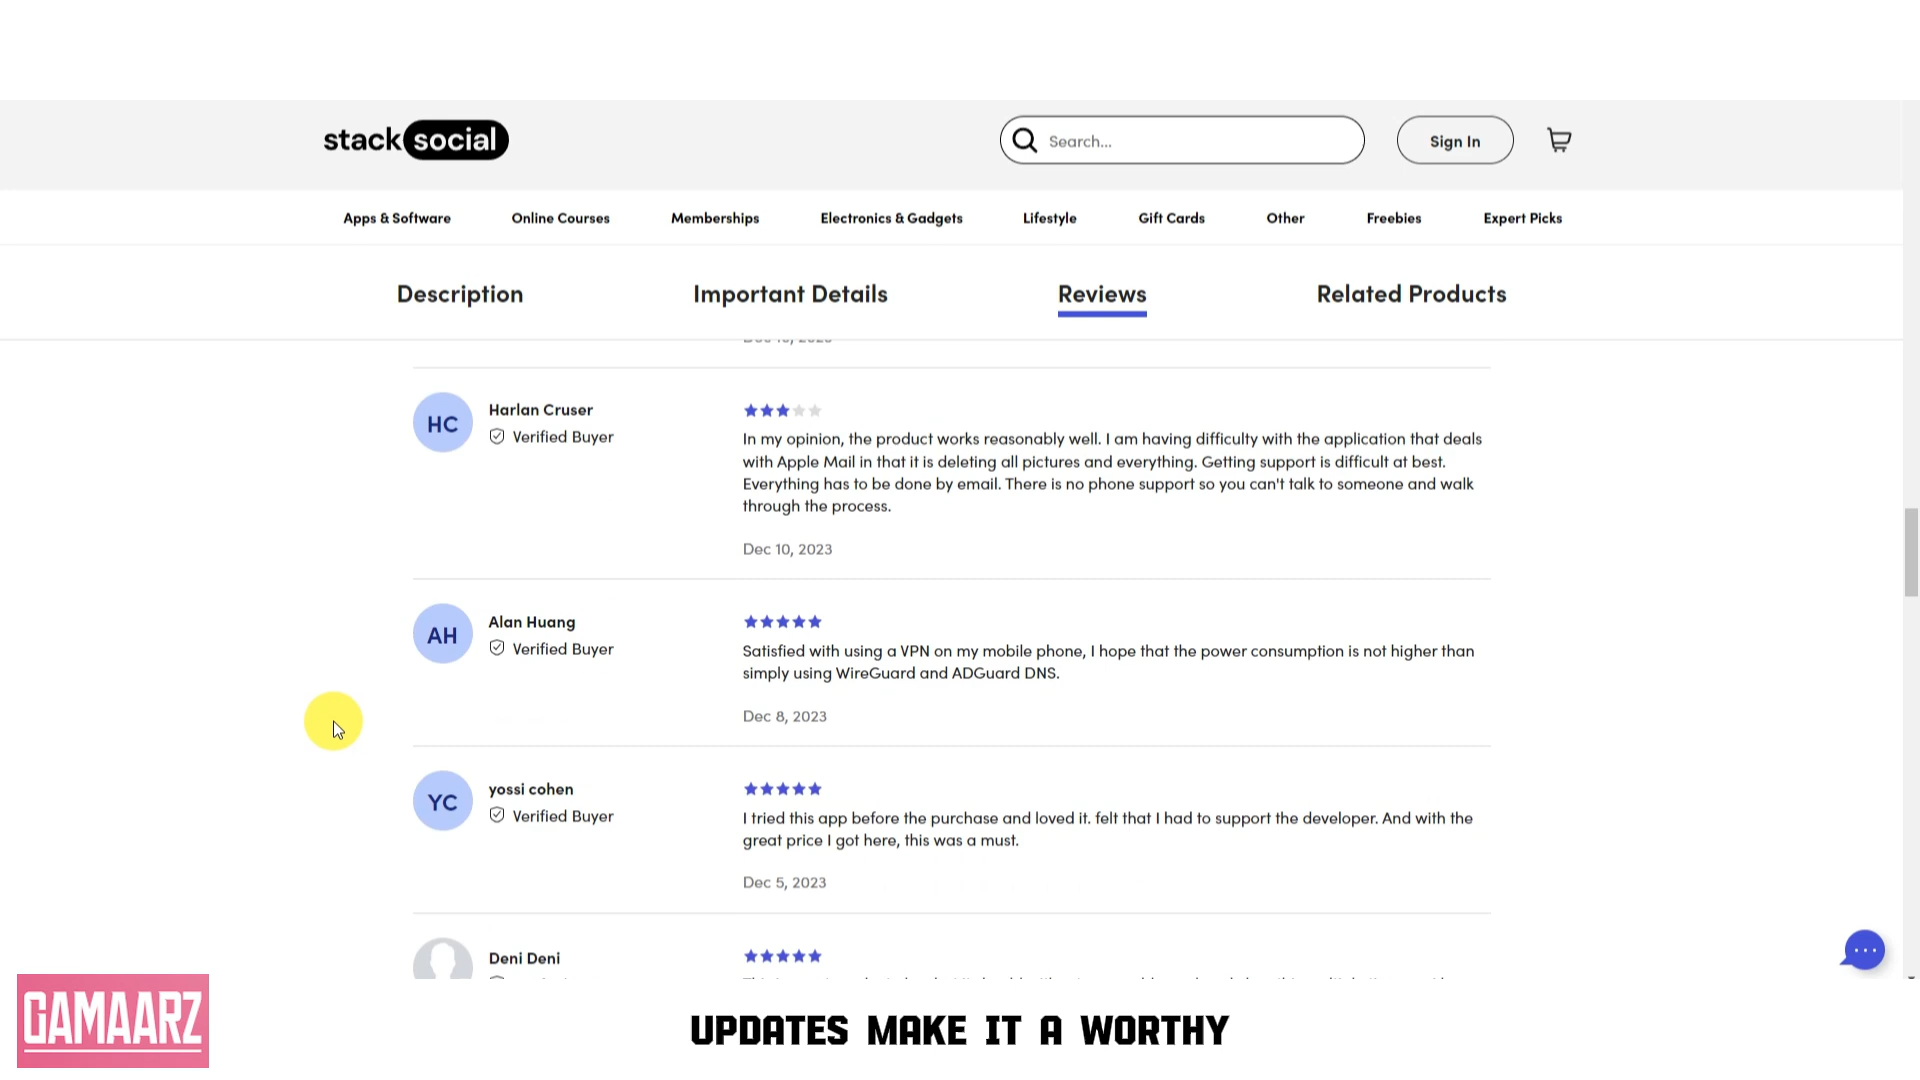 stack social
Search...
Sign In
Apps & Software
Online Courses
Memberships
Electronics & Gadgets
Lifestyle
Gift Cards
Other
Freebies
Expert Picks
Description
Important Details
Reviews
Related Products
HC
Harlan Cruser
Verified Buyer
In my opinion, the product works reasonably well. I am having difficulty with the application that deals
with Apple Mail in that it is deleting all pictures and everything. Getting support is difficult at best.
Everything has to be done by email. There is no phone support so you can't talk to someone and walk
through the process.
Dec 10, 2023
AH
Alan Huang
Verified Buyer
Satisfied with using a VPN on my mobile phone, I hope that the power consumption is not higher than
simply using WireGuard and ADGuard DNS.
Dec 8, 2023
YC
yossi cohen
Verified Buyer
I tried this app before the purchase and loved it. felt that I had to support the developer. And with the
great price I got here, this was a must.
Dec 5, 2023
Deni Deni
GAMAARZ
UPDATES MAKE IT A WORTHY